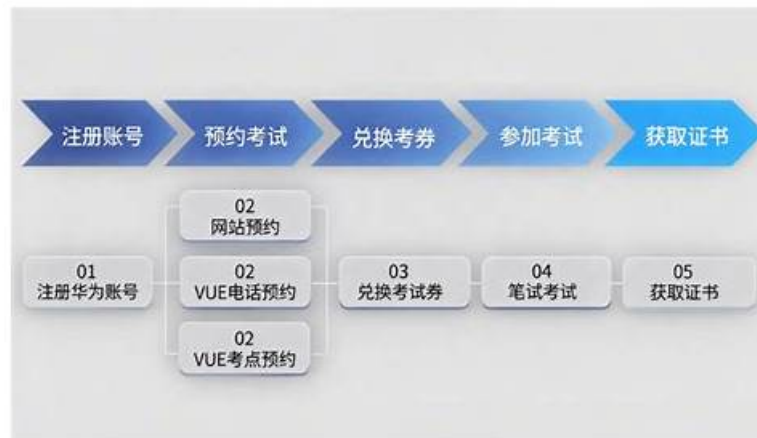 注册账号
预约考试
兑换考券
参加考试
获取证书
02
网站预约
01
注册华为账号
02
VUE电话预约
03
兑换考试券
04
笔试考试
05
获取证书
02
VUE考点预约